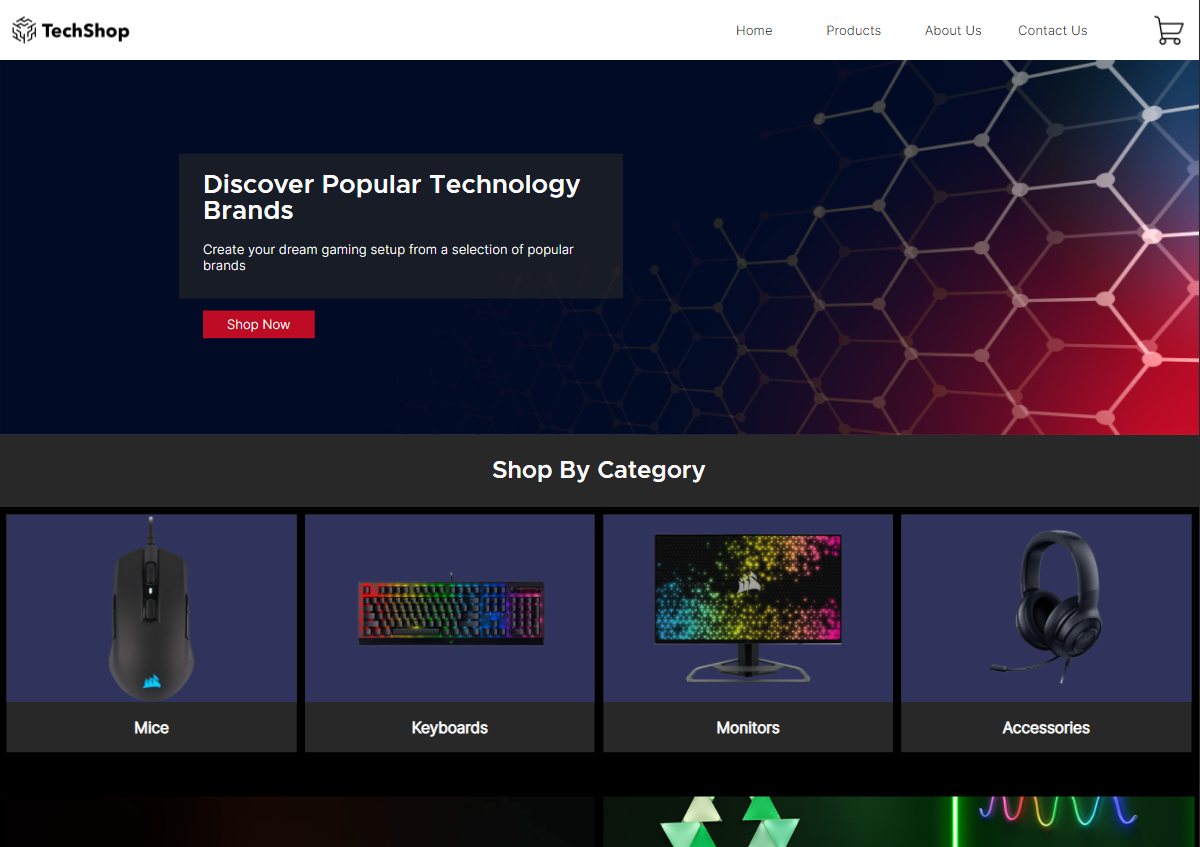 TechShop
Home
Products
About Us
Contact Us
Discover Popular Technology
Brands
Create your dream gaming setup from a selection of popular
brands
Shop Now
Shop By Category
Mice
Keyboards
Monitors
Accessories